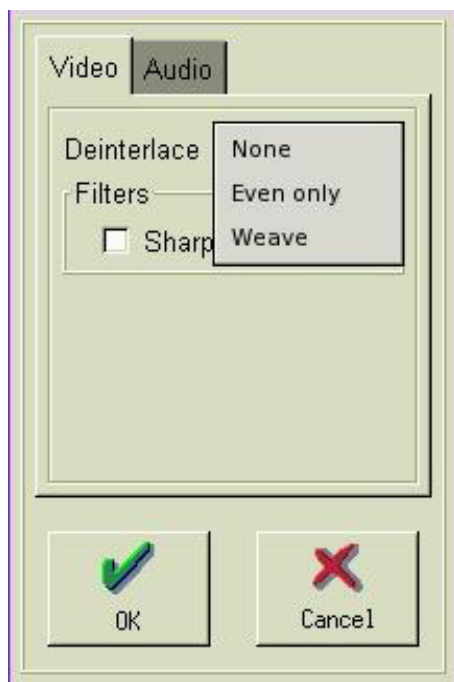 Video Audio
Deinterlace None
Filters Even only
Sharp Weave
OK Cancel